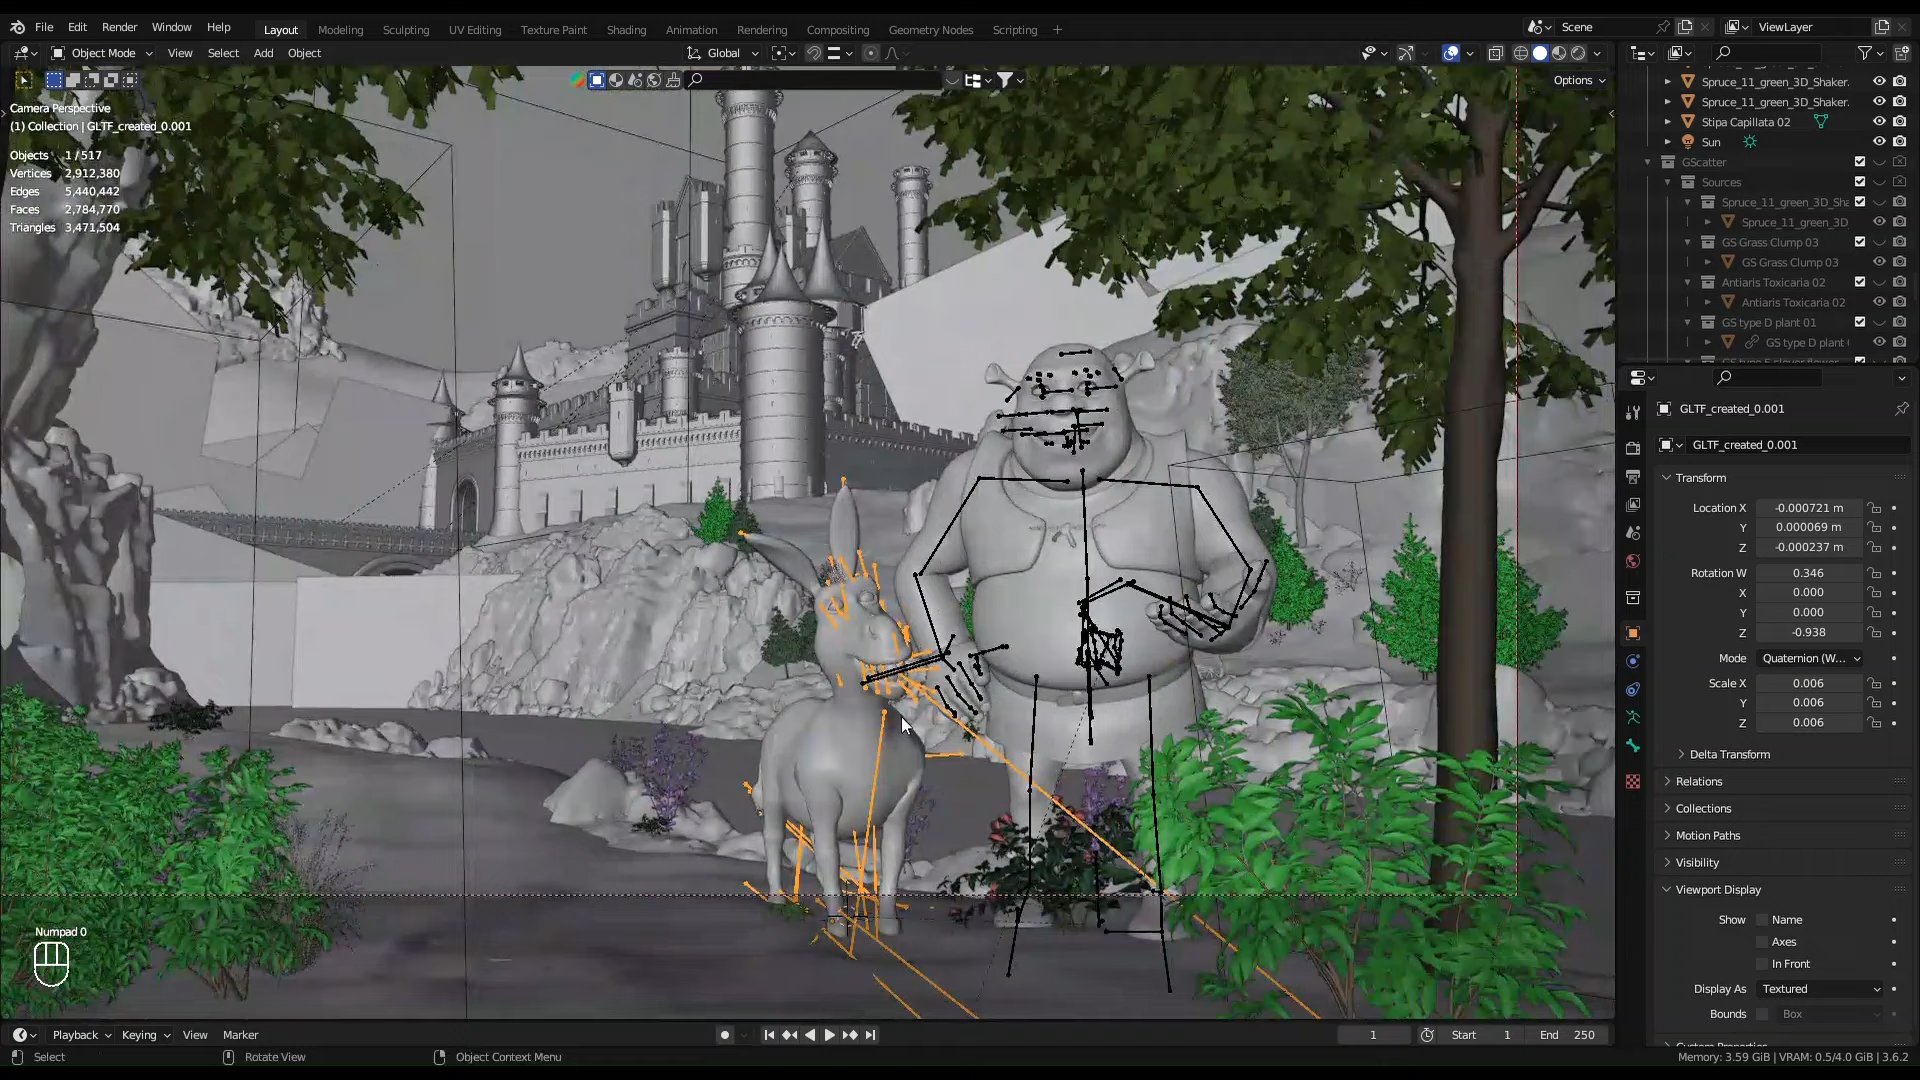 File Edit Render Window Help Layout Modeling Sculpting UV Editing Texture Paint Shading Animation Rendering Compositing Geometry Nodes Scripting + Scene ViewLayer
Object Mode View Select Add Object Global
Options
Camera Perspective
(1) Collection | GLTF_created_0.001
Objects 1 / 517
Vertices 2,912,380
Edges 5,440,442
Faces 2,784,770
Triangles 3,471,504
Numpad 0
Spruce_11_green_3D_Shaker.
Spruce_11_green_3D_Shaker.
Stipa Capillata 02
Sun
GScatter
Sources
Spruce_11_green_3D_Sha
Spruce_11_green_3D_
GS Grass Clump 03
GS Grass Clump 03
Antiaris Toxicaria 02
Antiaris Toxicaria 02
GS type D plant 01
GS type D plant
GLTF_created_0.001
GLTF_created_0.001
Transform
Location X -0.000721 m
Y 0.000069 m
Z -0.000237 m
Rotation W 0.346
X 0.000
Y 0.000
Z -0.938
Mode Quaternion (W...
Scale X 0.006
Y 0.006
Z 0.006
Delta Transform
Relations
Collections
Motion Paths
Visibility
Viewport Display
Show Name
Axes
In Front
Display As Textured
Bounds Box
Playback Keying View Marker 1 Start 1 End 250
Select Rotate View Object Context Menu Memory: 3.59 GiB | VRAM: 0.5/4.0 GiB | 3.6.2